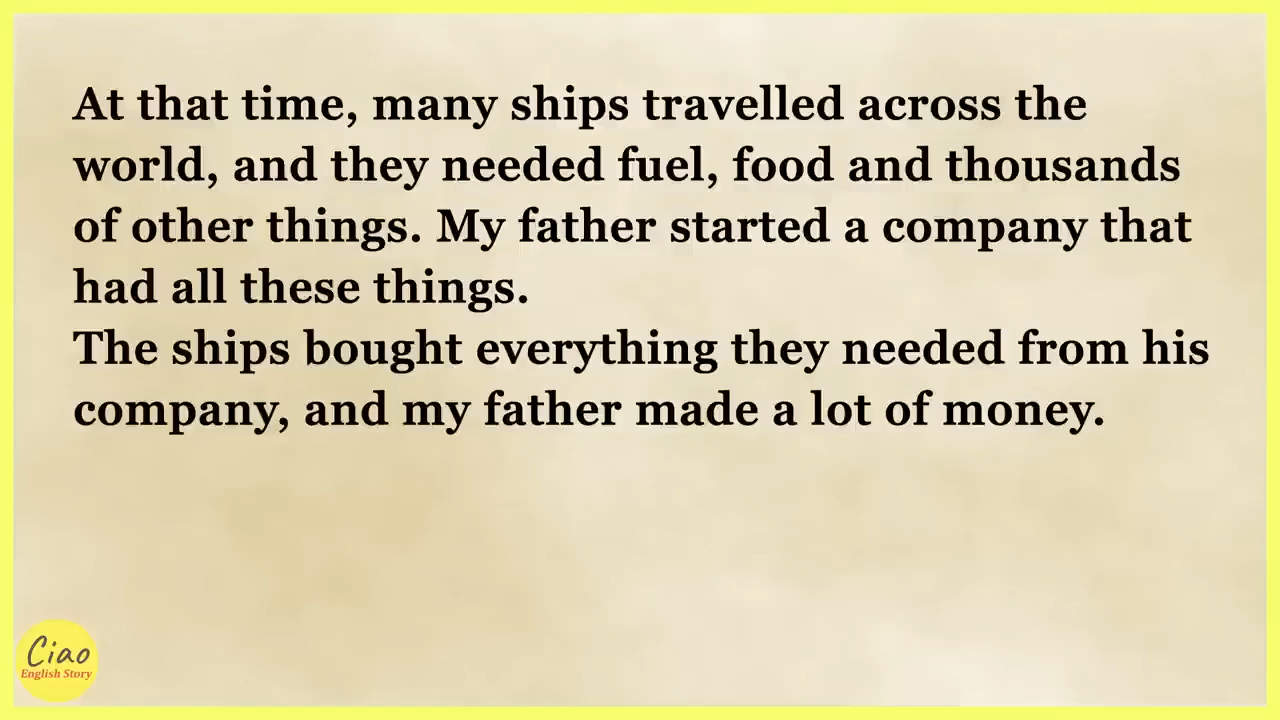 At that time, many ships travelled across the
world, and they needed fuel, food and thousands
of other things. My father started a company that
had all these things.
The ships bought everything they needed from his
company, and my father made a lot of money.
Ciao
English Story